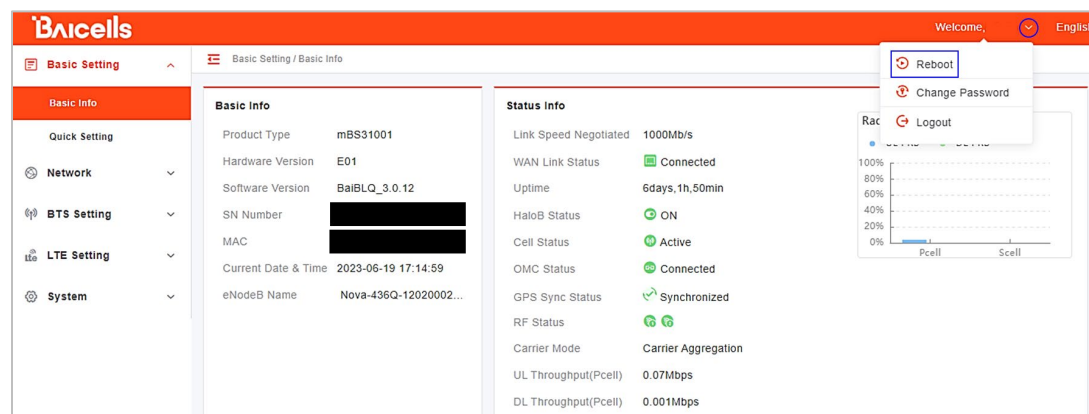 Baicells
Welcome,
Englis
Basic Setting
Basic Setting / Basic Info
Reboot
Change Password
Logout
Basic Info
Quick Setting
Network
BTS Setting
LTE Setting
System
Basic Info
Product Type mBS31001
Hardware Version E01
Software Version BaiBLQ_3.0.12
SN Number
MAC
Current Date & Time 2023-06-19 17:14:59
eNodeB Name Nova-436Q-12020002...
Status Info
Link Speed Negotiated 1000Mb/s
WAN Link Status Connected
Uptime 6days,1h,50min
HaloB Status ON
Cell Status Active
OMC Status Connected
GPS Sync Status Synchronized
RF Status
Carrier Mode Carrier Aggregation
UL Throughput(Pcell) 0.07Mbps
DL Throughput(Pcell) 0.001Mbps
100%
80%
60%
40%
20%
0%
Pcell Scell